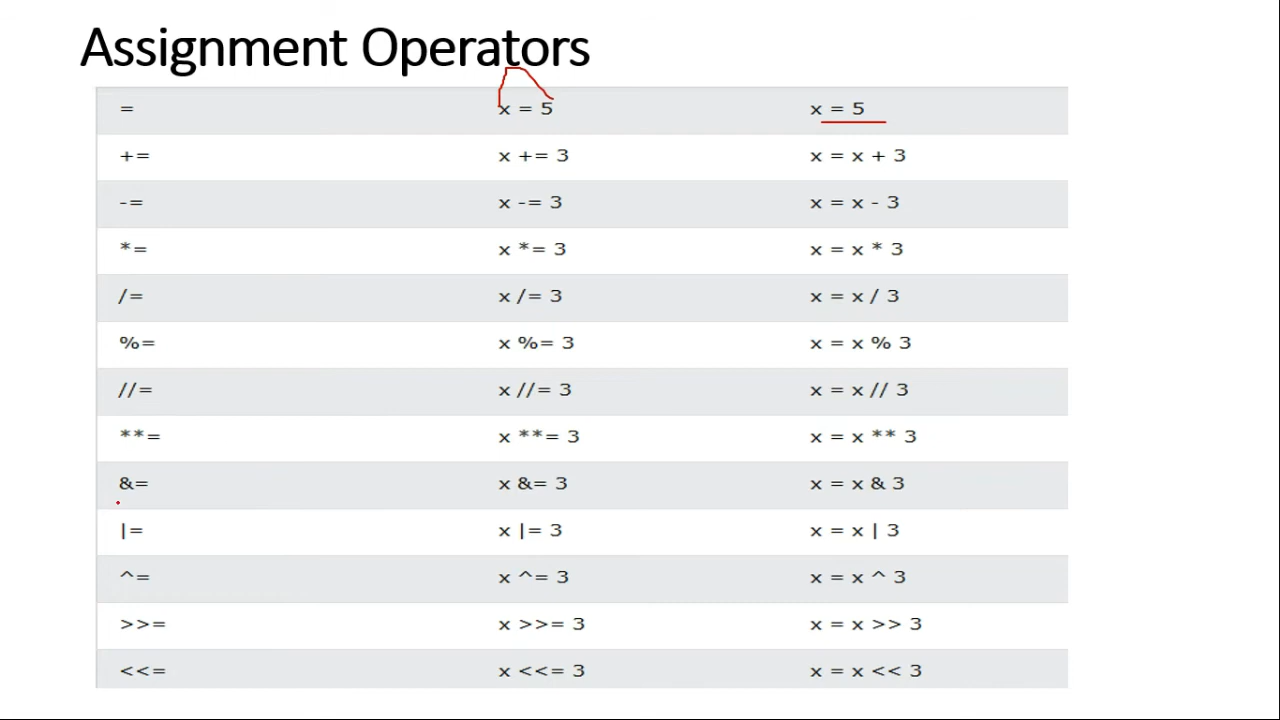 Assignment Operators
= x = 5 x = 5
+= x += 3 x = x + 3
-= x -= 3 x = x - 3
*= x *= 3 x = x * 3
/= x /= 3 x = x / 3
%= x %= 3 x = x % 3
//= x //= 3 x = x // 3
**= x **= 3 x = x ** 3
&= x &= 3 x = x & 3
|= x |= 3 x = x | 3
^= x ^= 3 x = x ^ 3
>>= x >>= 3 x = x >> 3
<<= x <<= 3 x = x << 3